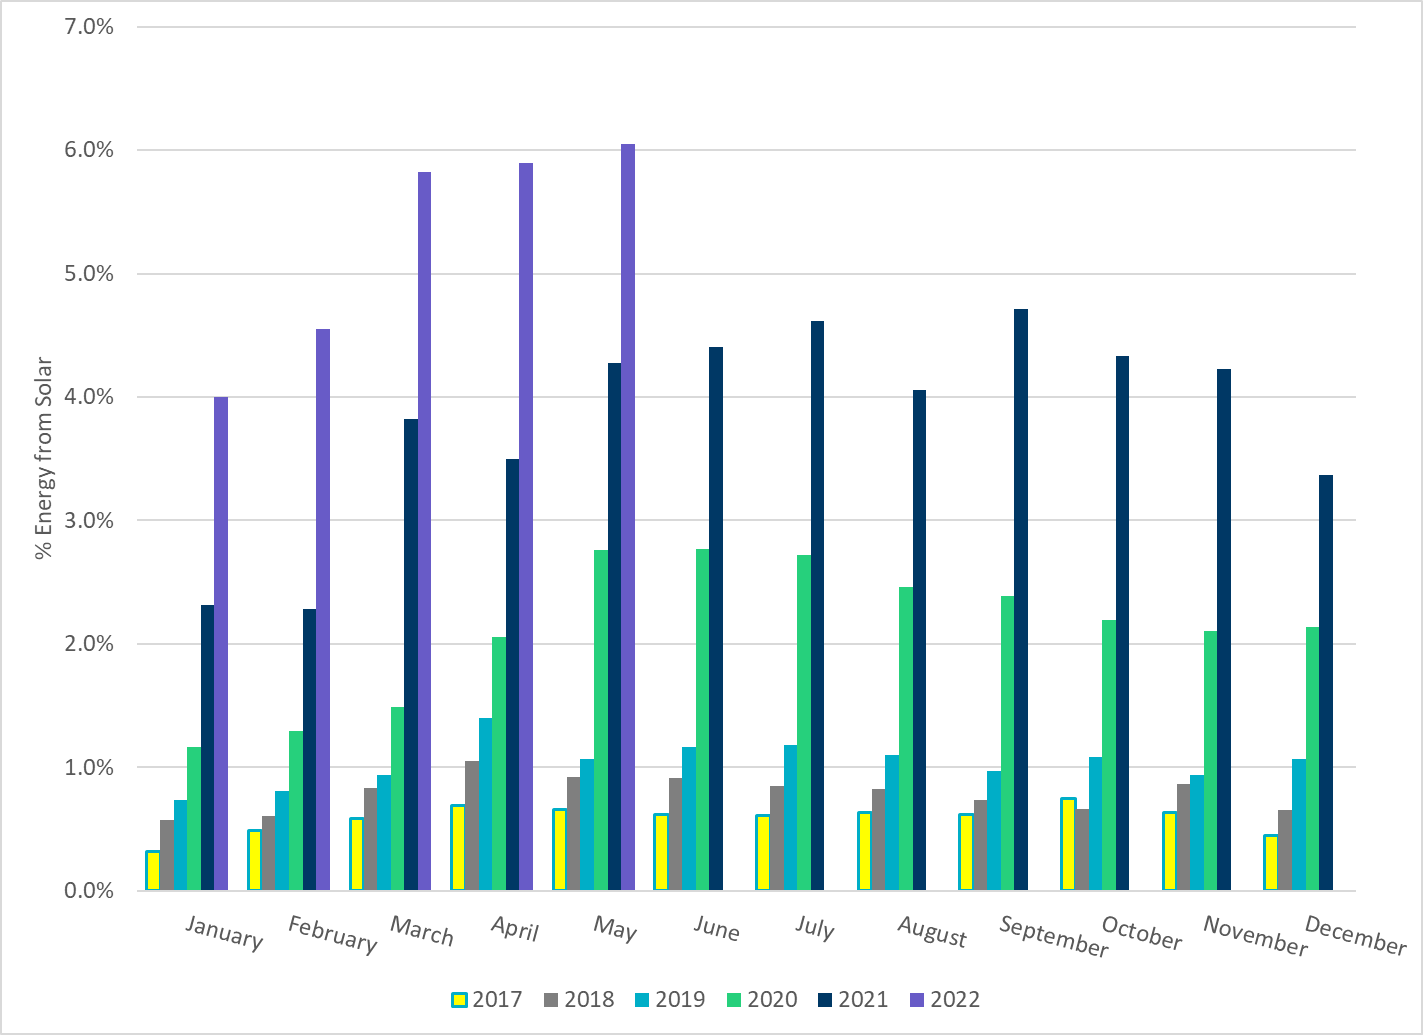 7.0%
6.0%
5.0%
4.0%
3.0%
2.0%
1.0%
0.0%
% Energy from Solar
January February March April May June July August September October November December
2017 2018 2019 2020 2021 2022